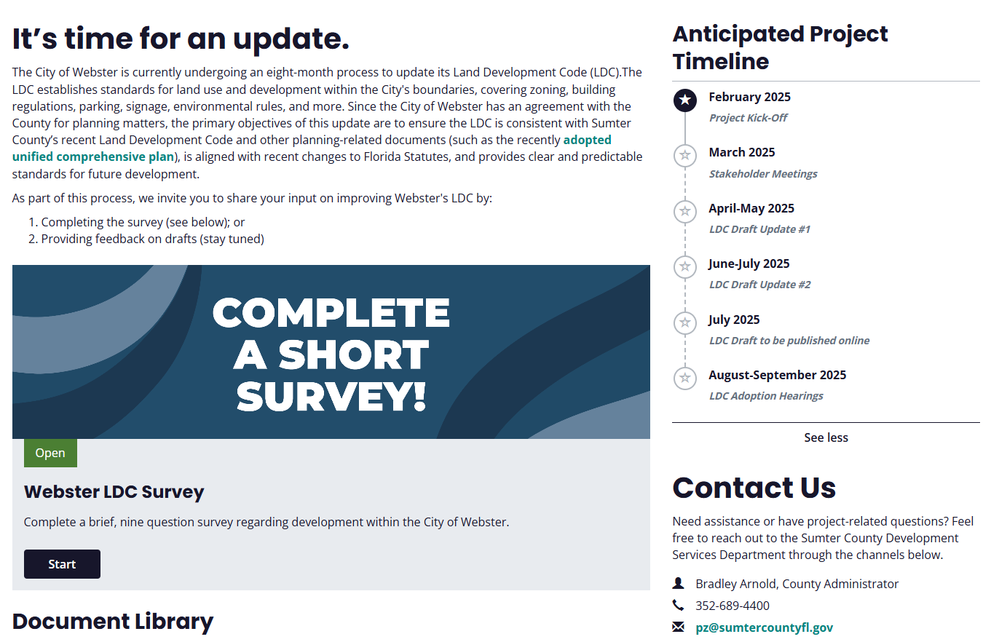 It’s time for an update.
The City of Webster is currently undergoing an eight-month process to update its Land Development Code (LDC).The
LDC establishes standards for land use and development within the City's boundaries, covering zoning, building
regulations, parking, signage, environmental rules, and more. Since the City of Webster has an agreement with the
County for planning matters, the primary objectives of this update are to ensure the LDC is consistent with Sumter
County’s recent Land Development Code and other planning-related documents (such as the recently adopted
unified comprehensive plan), is aligned with recent changes to Florida Statutes, and provides clear and predictable
standards for future development.
As part of this process, we invite you to share your input on improving Webster's LDC by:
1. Completing the survey (see below); or
2. Providing feedback on drafts (stay tuned)
COMPLETE
A SHORT
SURVEY!
Open
Webster LDC Survey
Complete a brief, nine question survey regarding development within the City of Webster.
Start
Document Library
Anticipated Project
Timeline
February 2025
Project Kick-Off
March 2025
Stakeholder Meetings
April-May 2025
LDC Draft Update #1
June-July 2025
LDC Draft Update #2
July 2025
LDC Draft to be published online
August-September 2025
LDC Adoption Hearings
See less
Contact Us
Need assistance or have project-related questions? Feel
free to reach out to the Sumter County Development
Services Department through the channels below.
Bradley Arnold, County Administrator
352-689-4400
pz@sumtercountyfl.gov